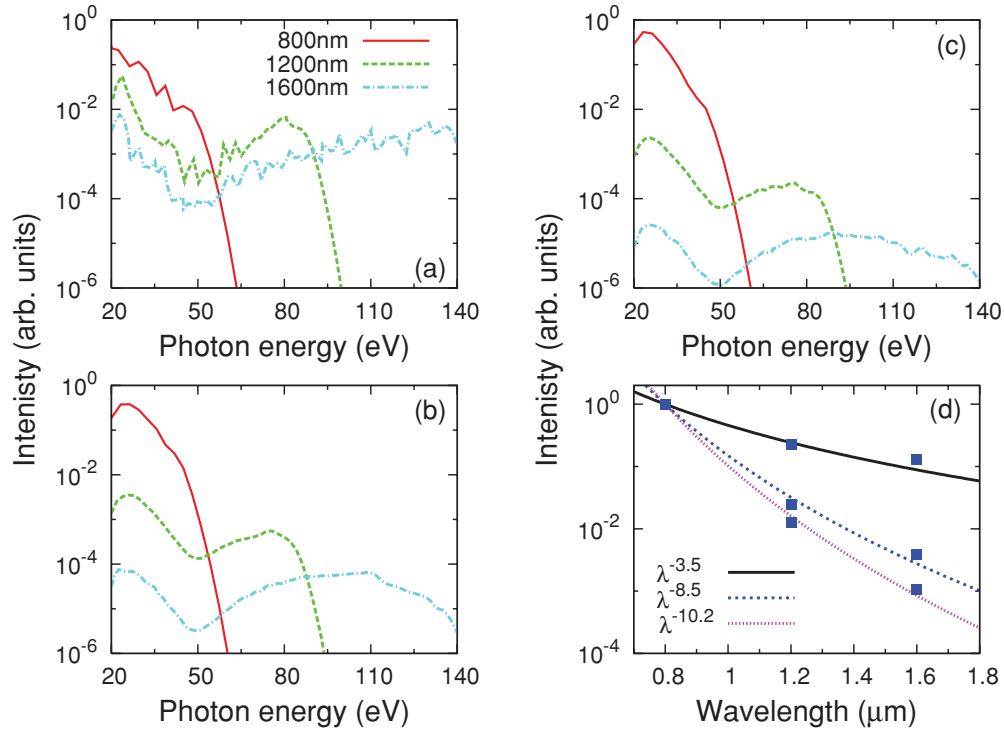 10^0
10^-2
10^-4
10^-6
800nm
1200nm
1600nm
(a)
20 50 80 110 140
Photon energy (eV)
10^0
10^-2
10^-4
10^-6
(c)
20 50 80 110 140
Photon energy (eV)
Intenisty (arb. units)
Intenisty (arb. units)
10^0
10^-2
10^-4
10^-6
(b)
20 50 80 110 140
Photon energy (eV)
10^0
10^-2
10^-4
(d)
λ^-3.5
λ^-8.5
λ^-10.2
0.8 1 1.2 1.4 1.6 1.8
Wavelength (μm)